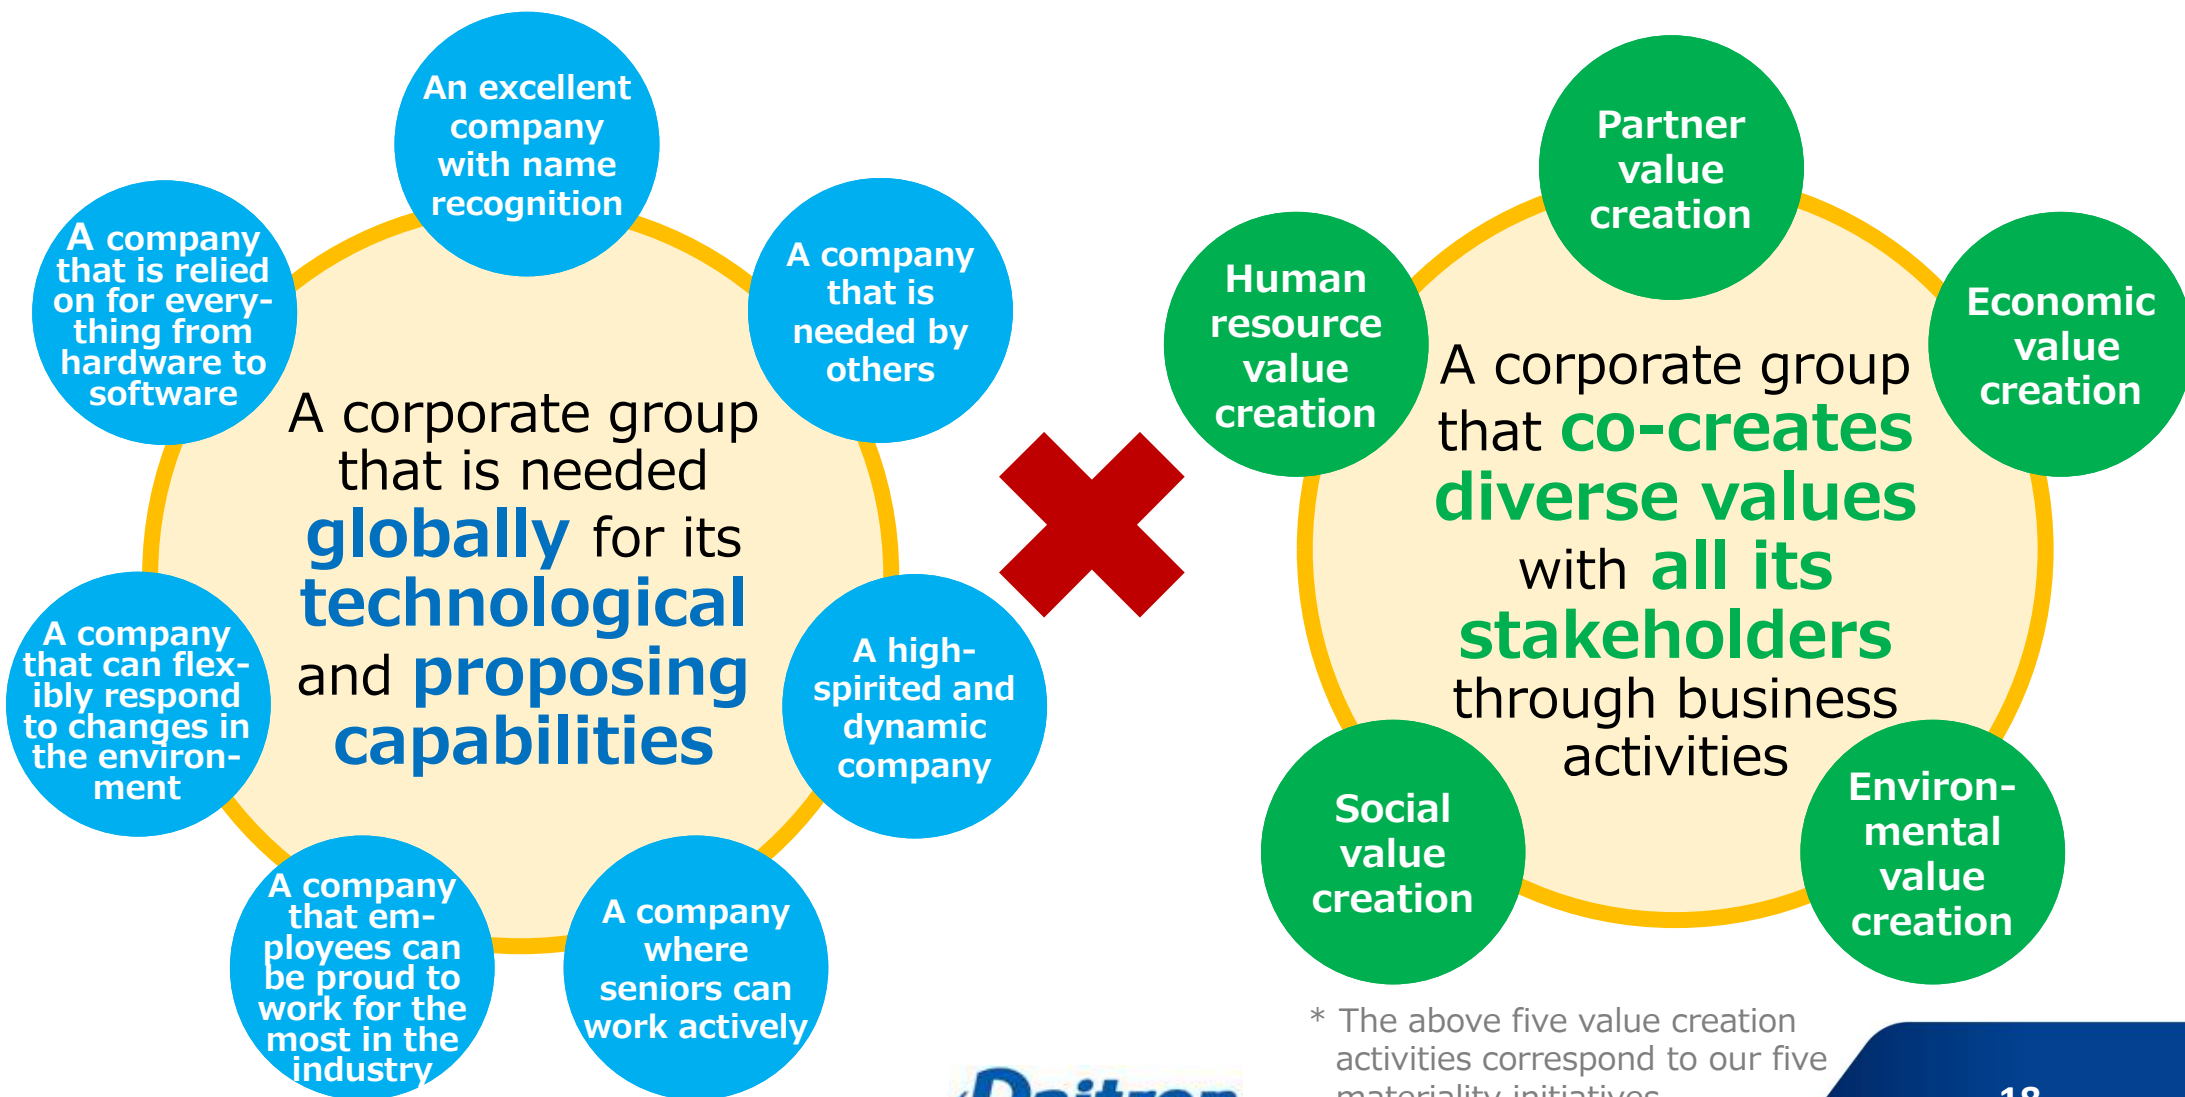 An excellent
company
with name
recognition
A company
that is
needed by
others
A high-
spirited and
dynamic
company
A company
where
seniors can
work actively
A company
that em-
ployees can
be proud to
work for the
most in the
industry
A company
that can flex-
ibly respond
to changes in
the environ-
ment
A company
that is relied
on for every-
thing from
hardware to
software
A corporate group
that is needed
globally for its
technological
and proposing
capabilities
Partner
value
creation
Economic
value
creation
Environ-
mental
value
creation
Social
value
creation
Human
resource
value
creation
A corporate group
that co-creates
diverse values
with all its
stakeholders
through business
activities
* The above five value creation
activities correspond to our five
materiality initiatives
Daitron
18